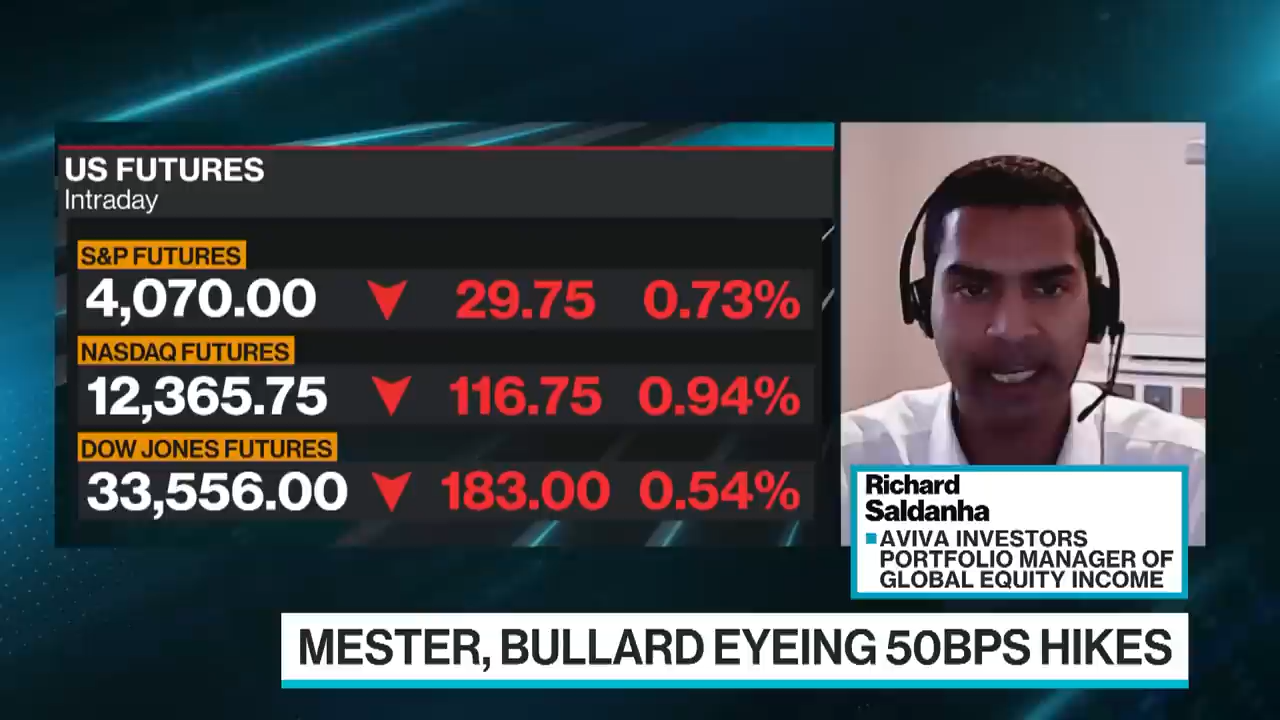 US FUTURES
Intraday
S&P FUTURES
4,070.00 ▼ 29.75 0.73%
NASDAQ FUTURES
12,365.75 ▼ 116.75 0.94%
DOW JONES FUTURES
33,556.00 ▼ 183.00 0.54%
Richard
Saldanha
AVIVA INVESTORS
PORTFOLIO MANAGER OF
GLOBAL EQUITY INCOME
MESTER, BULLARD EYEING 50BPS HIKES